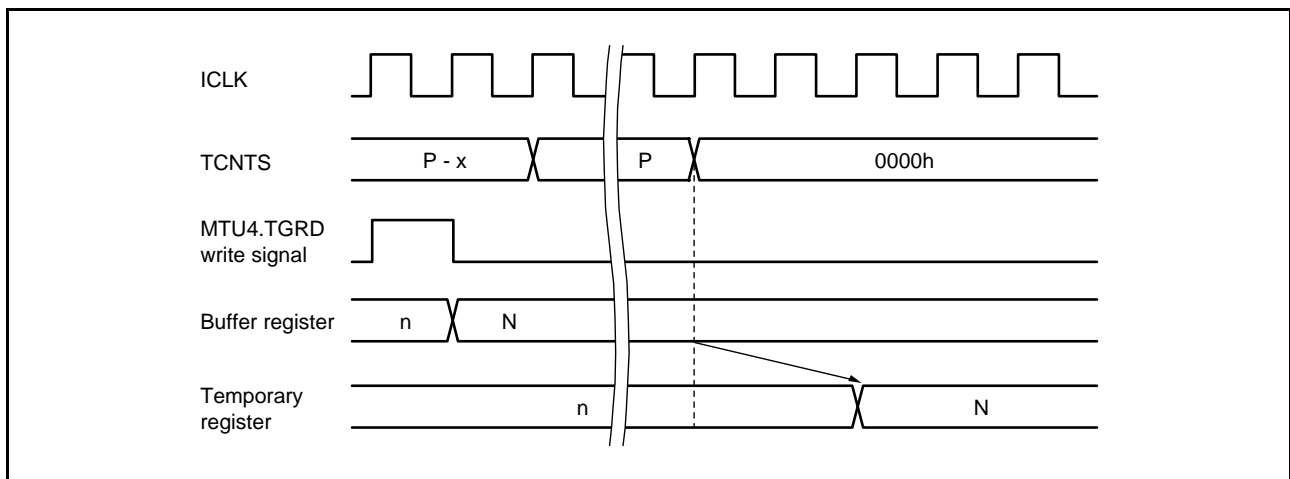 ICLK
TCNTS
P - x
P
0000h
MTU4.TGRD
write signal
Buffer register
n
N
Temporary
register
n
N